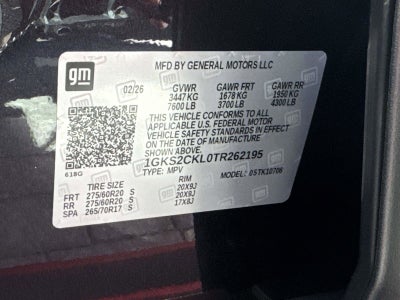 gm
MFD BY GENERAL MOTORS LLC
02/26 GVWR GAWR FRT GAWR RR
3447 KG 1678 KG 1950 KG
7600 LB 3700 LB 4300 LB
THIS VEHICLE CONFORMS TO ALL
APPLICABLE U.S. FEDERAL MOTOR
VEHICLE SAFETY STANDARDS IN EFFECT
ON THE DATE OF MANUFACTURE
SHOWN ABOVE.
1GKS2CKL0TR262195
618G TYPE: MPV MODEL: 0STK10706
TIRE SIZE RIM
FRT 275/60R20 S 20X9J
RR 275/60R20 S 20X9J
SPA 265/70R17 S 17X8J